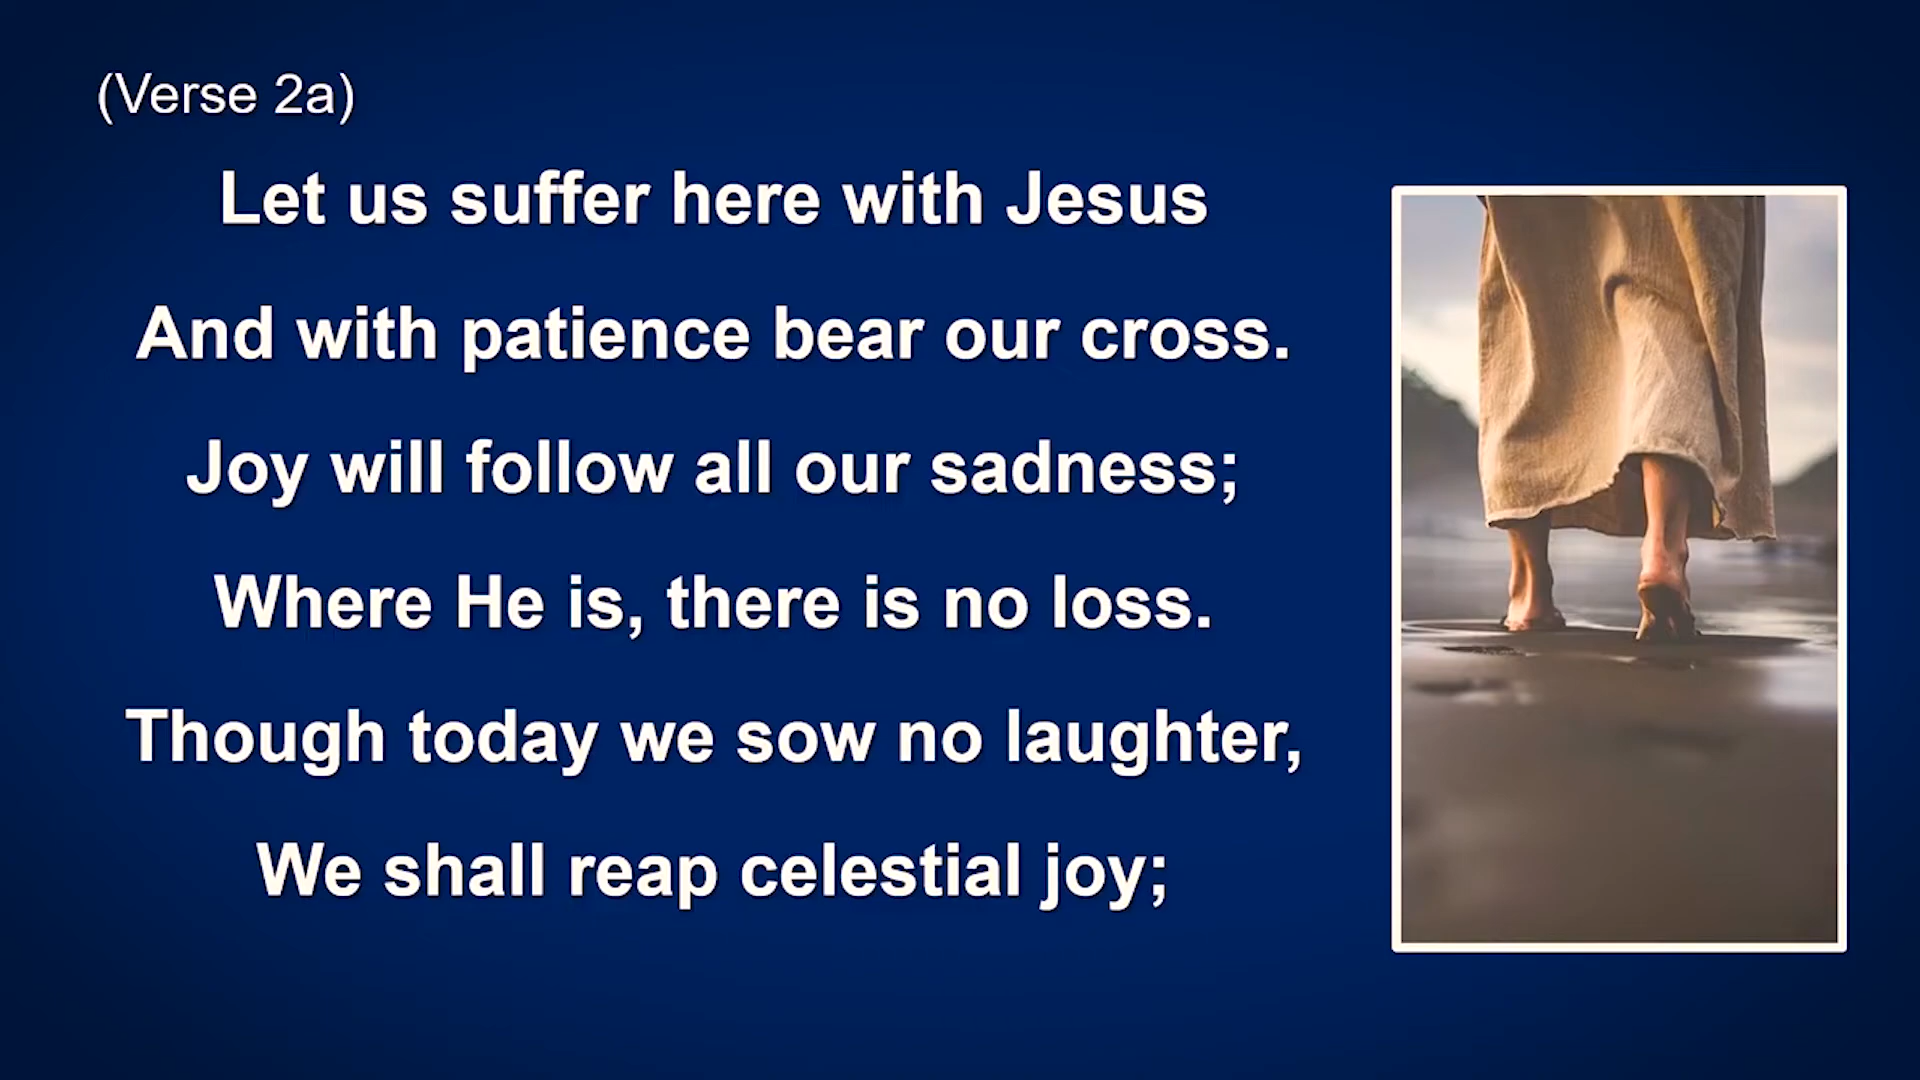 (Verse 2a)
Let us suffer here with Jesus
And with patience bear our cross.
Joy will follow all our sadness;
Where He is, there is no loss.
Though today we sow no laughter,
We shall reap celestial joy;